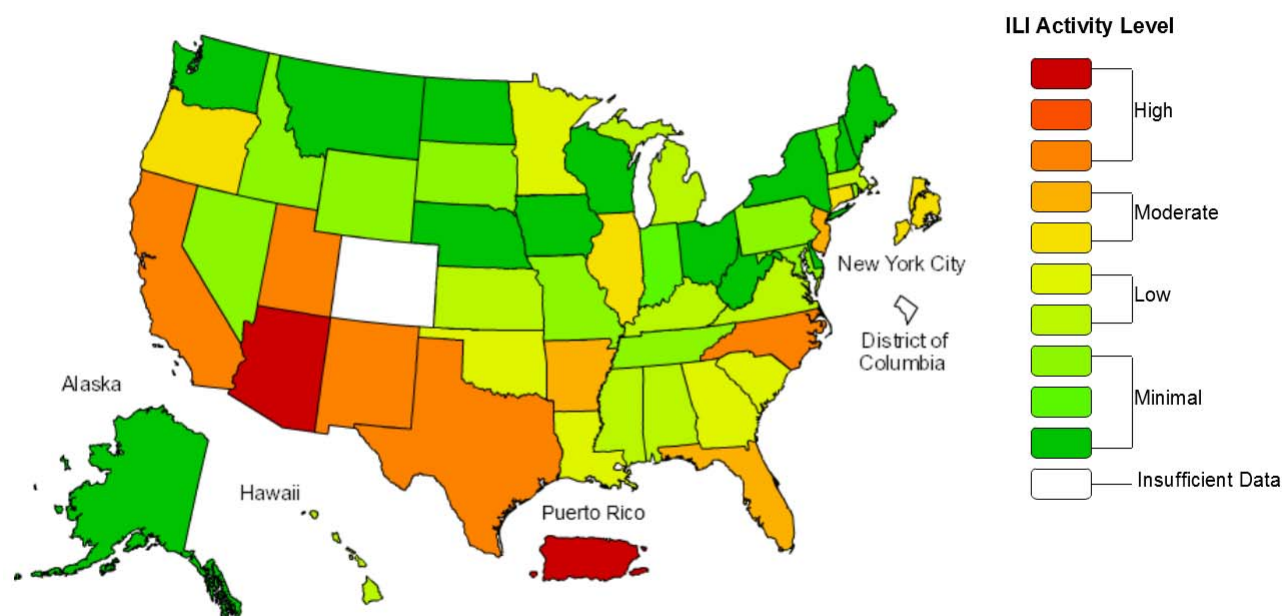 ILI Activity Level
High
Moderate
Low
Minimal
Insufficient Data
New York City
District of
Columbia
Alaska
Hawaii
Puerto Rico